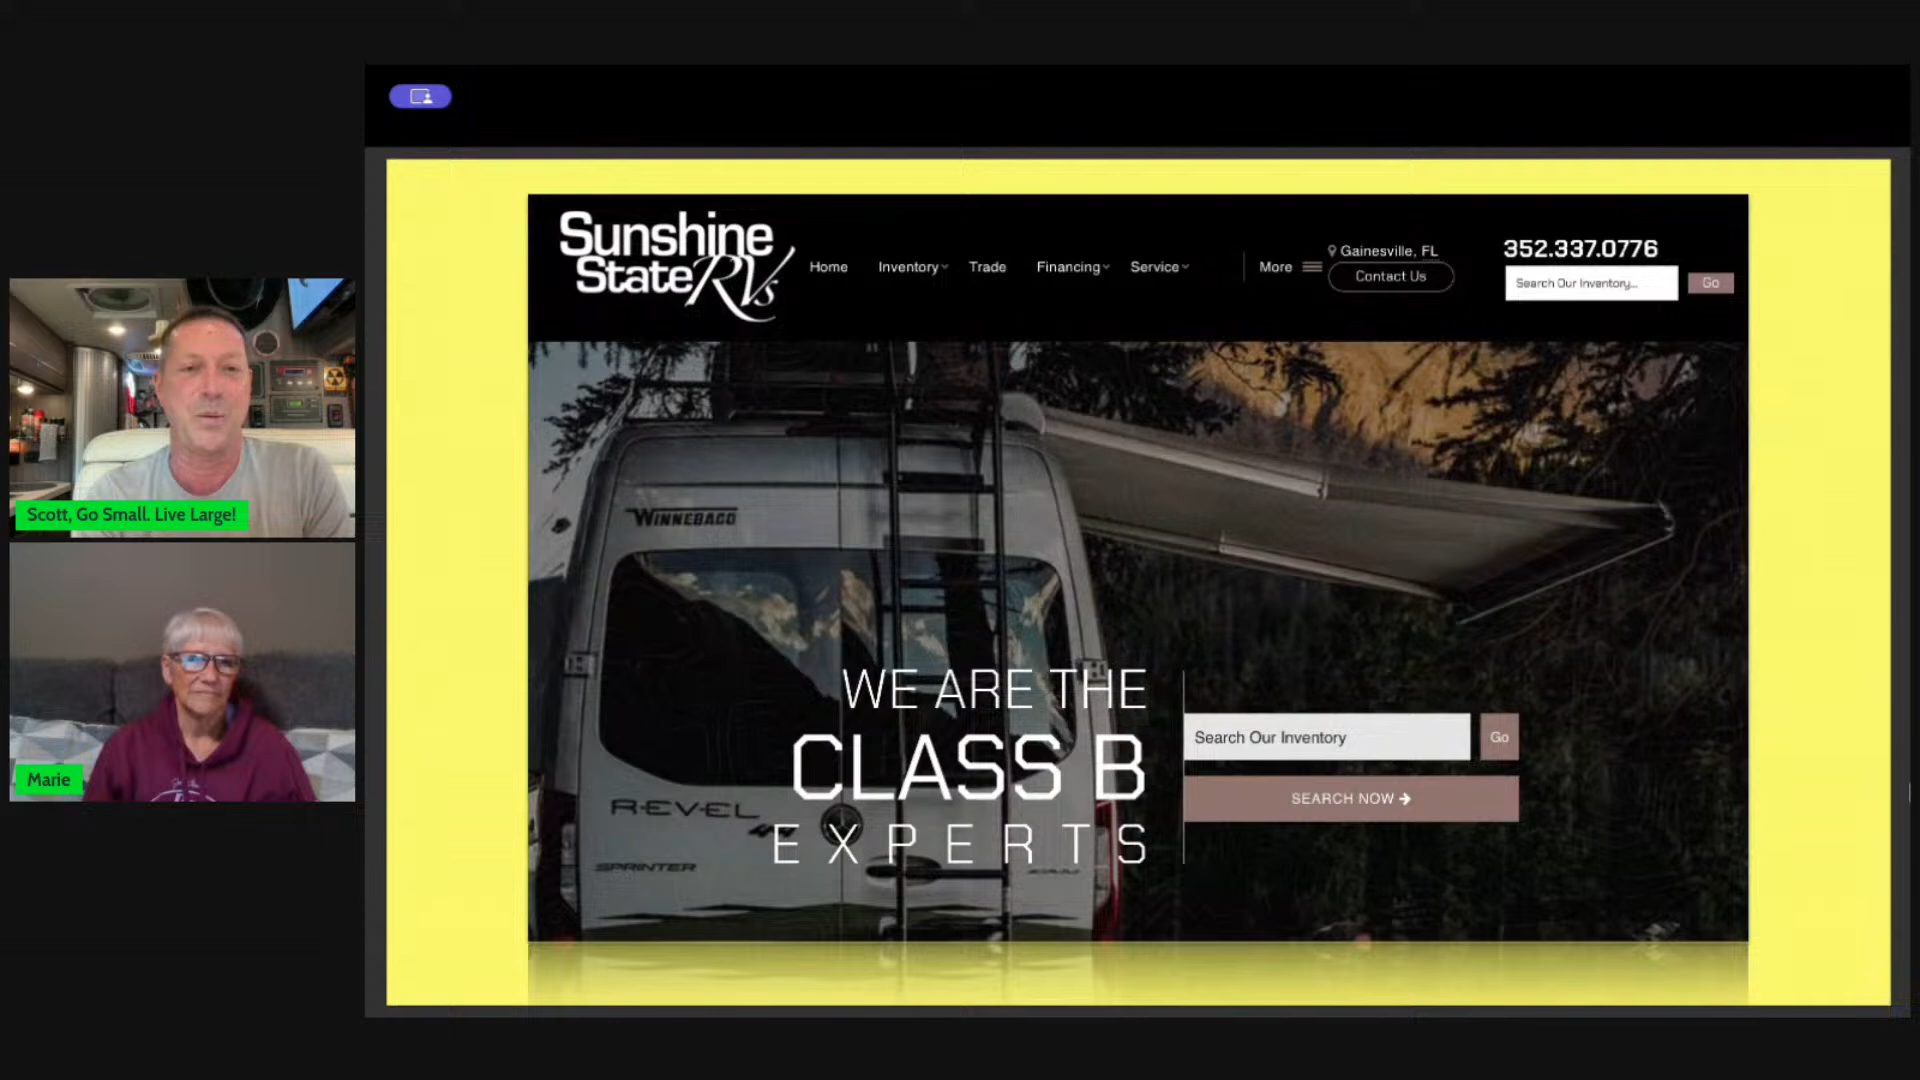 Sunshine
State RVs
Home
Inventory
Trade
Financing
Service
More
Gainesville, FL
Contact Us
352.337.0776
Search Our Inventory...
Go
WINNEBAGO
REVEL
SPRINTER
WE ARE THE
CLASS B
EXPERTS
Search Our Inventory
Go
SEARCH NOW
Scott, Go Small. Live Large!
Marie